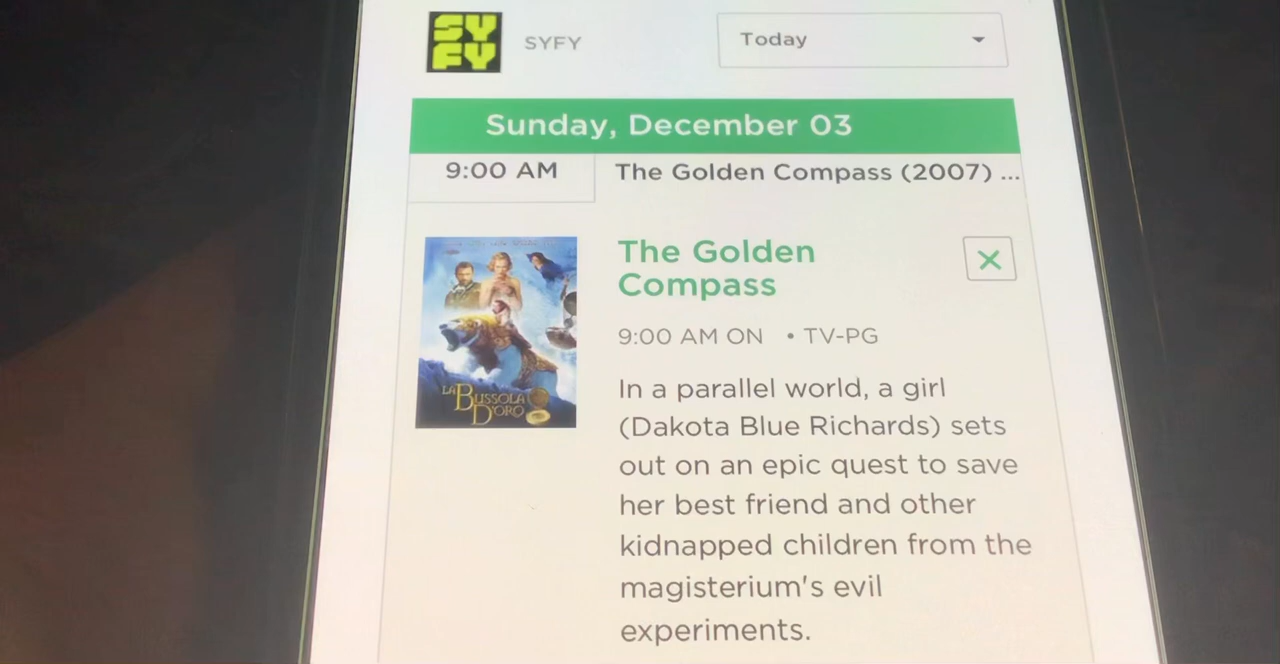 SYFY
SYFY
Today
Sunday, December 03
9:00 AM
The Golden Compass (2007) ...
The Golden
Compass
9:00 AM ON • TV-PG
In a parallel world, a girl
(Dakota Blue Richards) sets
out on an epic quest to save
her best friend and other
kidnapped children from the
magisterium's evil
experiments.
LA BUSSOLA
D'ORO